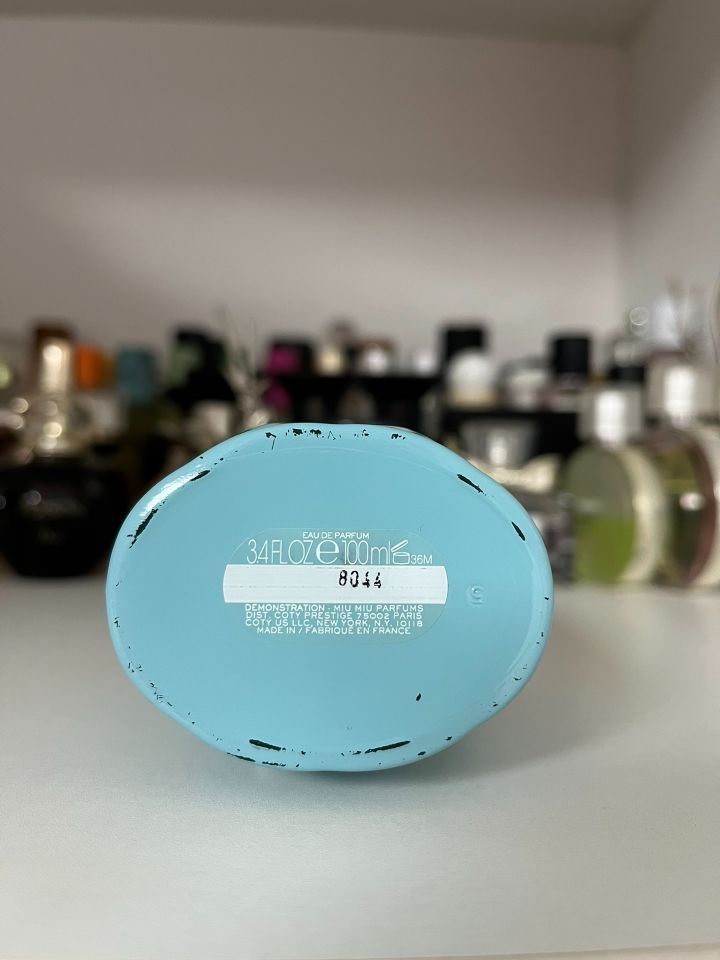 EAU DE PARFUM
3.4 FL OZ e 100 ml 36M
8044
DEMONSTRATION - MIU MIU PARFUMS
DIST. COTY PRESTIGE 75002 PARIS
COTY US LLC, NEW YORK, N.Y. 10118
MADE IN / FABRIQUÉ EN FRANCE